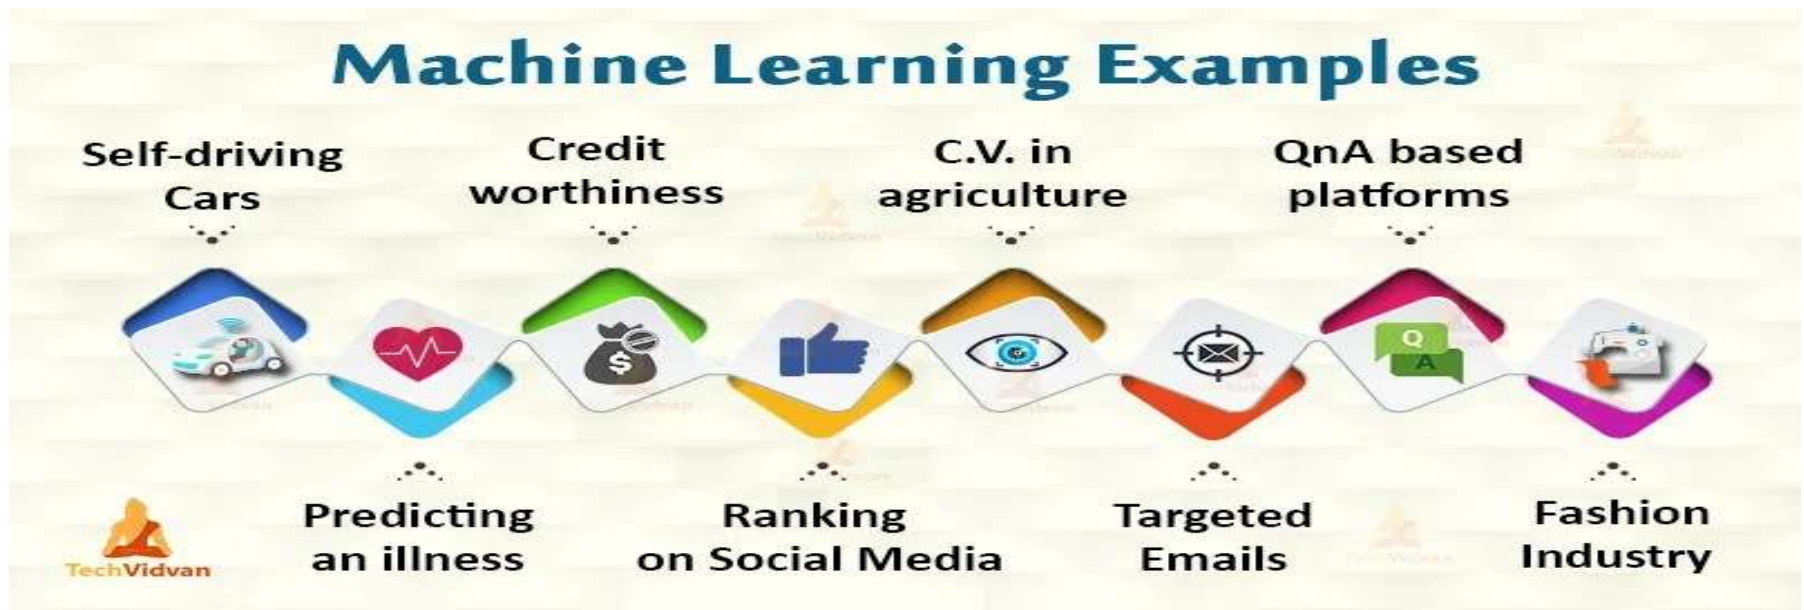 Machine Learning Examples
Self-driving
Cars
Credit
worthiness
C.V. in
agriculture
QnA based
platforms
$
Q
A
Predicting
an illness
Ranking
on Social Media
Targeted
Emails
Fashion
Industry
TechVidvan